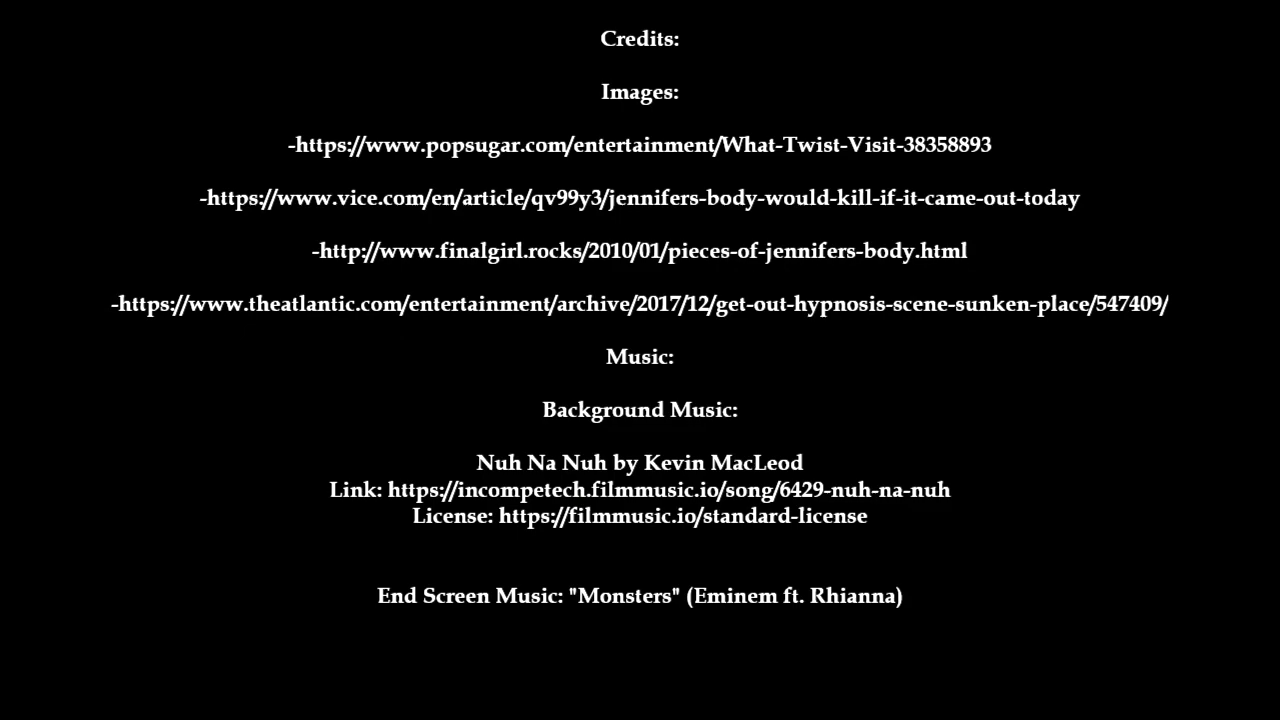 Credits:
Images:
-https://www.popsugar.com/entertainment/What-Twist-Visit-38358893
-https://www.vice.com/en/article/qv99y3/jennifers-body-would-kill-if-it-came-out-today
-http://www.finalgirl.rocks/2010/01/pieces-of-jennifers-body.html
-https://www.theatlantic.com/entertainment/archive/2017/12/get-out-hypnosis-scene-sunken-place/547409/
Music:
Background Music:
Nuh Na Nuh by Kevin MacLeod
Link: https://incompetech.filmmusic.io/song/6429-nuh-na-nuh
License: https://filmmusic.io/standard-license
End Screen Music: "Monsters" (Eminem ft. Rhianna)